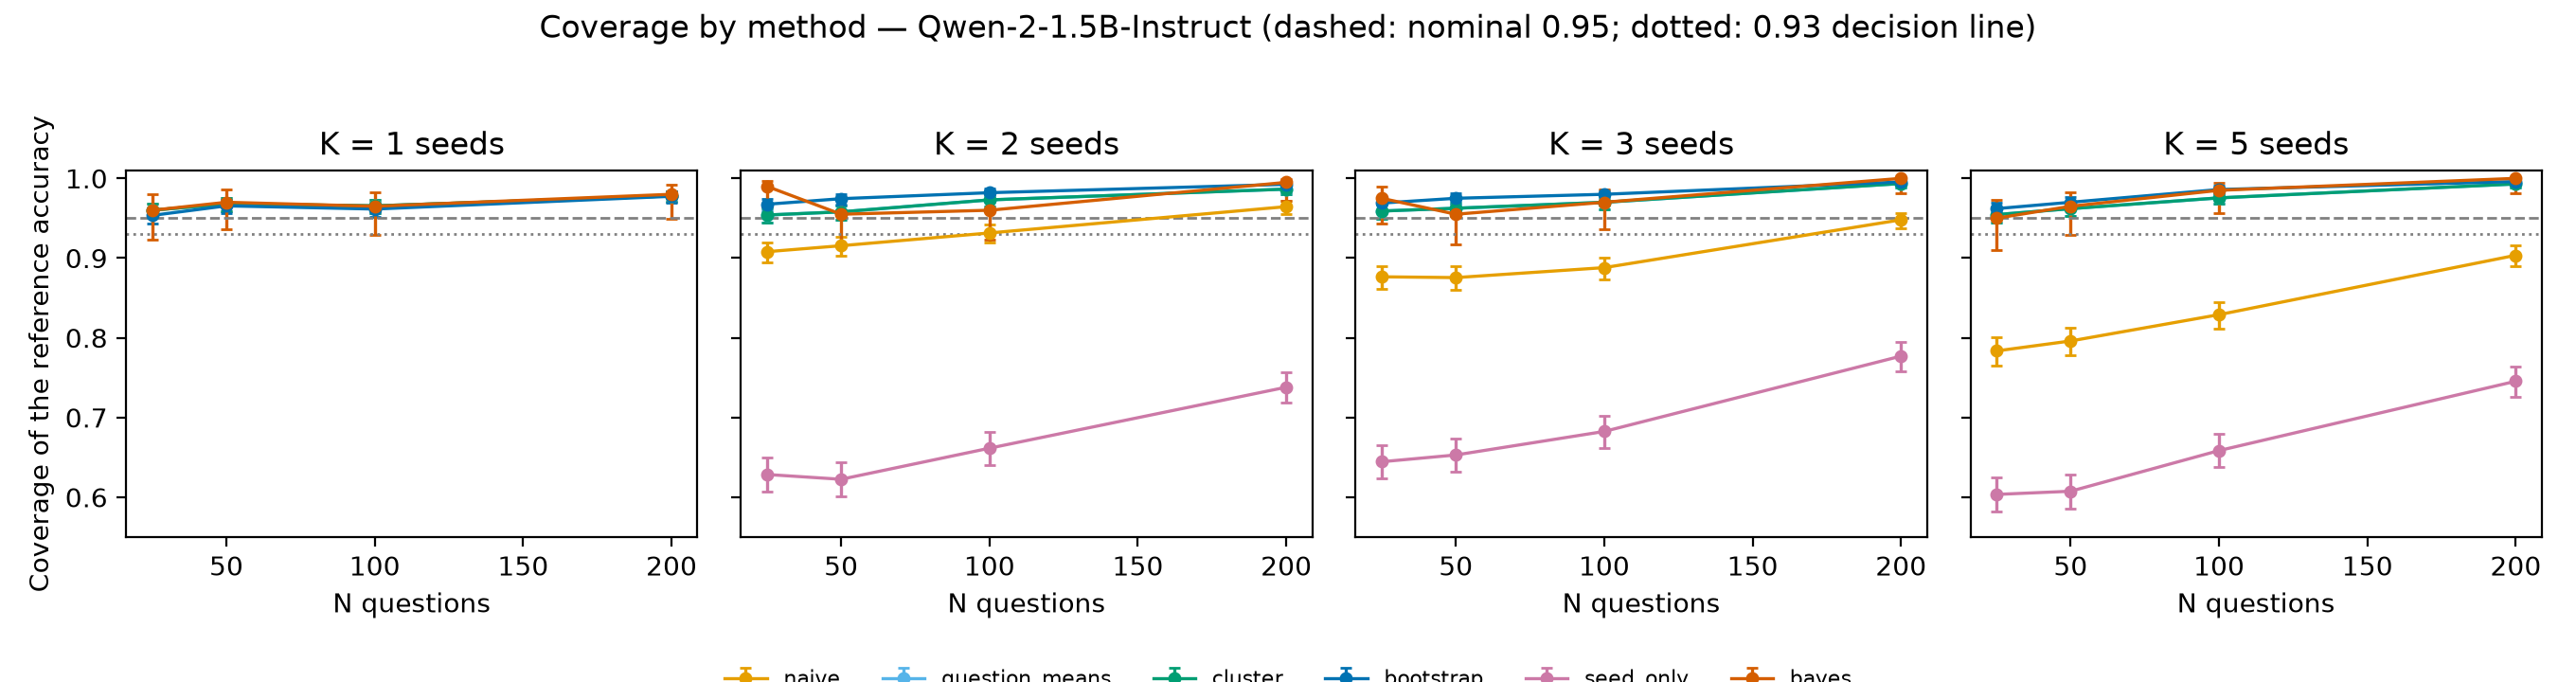 Coverage by method — Qwen-2-1.5B-Instruct (dashed: nominal 0.95; dotted: 0.93 decision line)
K = 1 seeds
K = 2 seeds
K = 3 seeds
K = 5 seeds
Coverage of the reference accuracy
1.0
0.9
0.8
0.7
0.6
50 100 150 200
50 100 150 200
50 100 150 200
50 100 150 200
N questions
N questions
N questions
N questions
naive question_means cluster bootstrap seed_only bayes